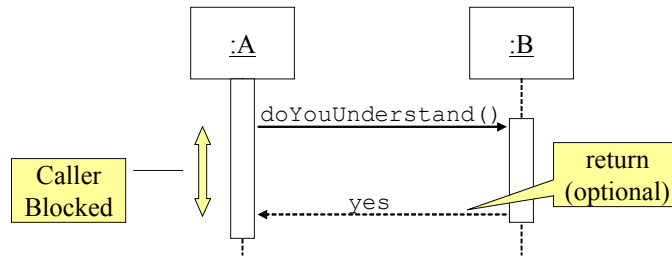 :A
:B
doYouUnderstand()
Caller
Blocked
return
(optional)
yes